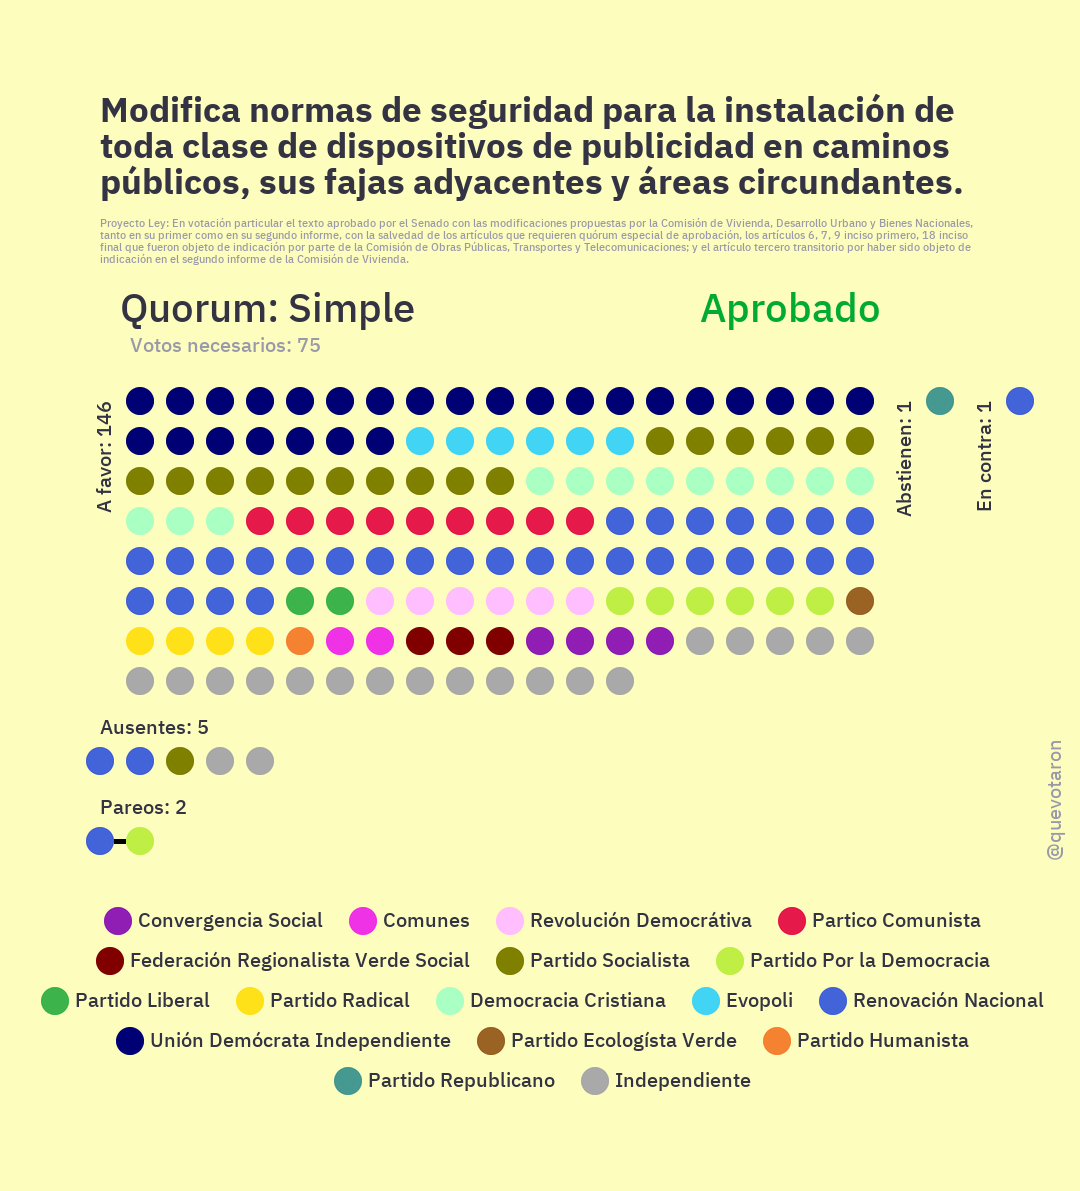 Modifica normas de seguridad para la instalación de
toda clase de dispositivos de publicidad en caminos
públicos, sus fajas adyacentes y áreas circundantes.
Proyecto Ley: En votación particular el texto aprobado por el Senado con las modificaciones propuestas por la Comisión de Vivienda, Desarrollo Urbano y Bienes Nacionales,
tanto en su primer como en su segundo informe, con la salvedad de los artículos que requieren quórum especial de aprobación, los artículos 6, 7, 9 inciso primero, 18 inciso
final que fueron objeto de indicación por parte de la Comisión de Obras Públicas, Transportes y Telecomunicaciones; y el artículo tercero transitorio por haber sido objeto de
indicación en el segundo informe de la Comisión de Vivienda.
Quorum: Simple
Aprobado
Votos necesarios: 75
A favor: 146
Abstienen: 1
En contra: 1
Ausentes: 5
Pareos: 2
@quevotaron
Convergencia Social
Comunes
Revolución Demócrátiva
Partico Comunista
Federación Regionalista Verde Social
Partido Socialista
Partido Por la Democracia
Partido Liberal
Partido Radical
Democracia Cristiana
Evopoli
Renovación Nacional
Unión Demócrata Independiente
Partido Ecologísta Verde
Partido Humanista
Partido Republicano
Independiente